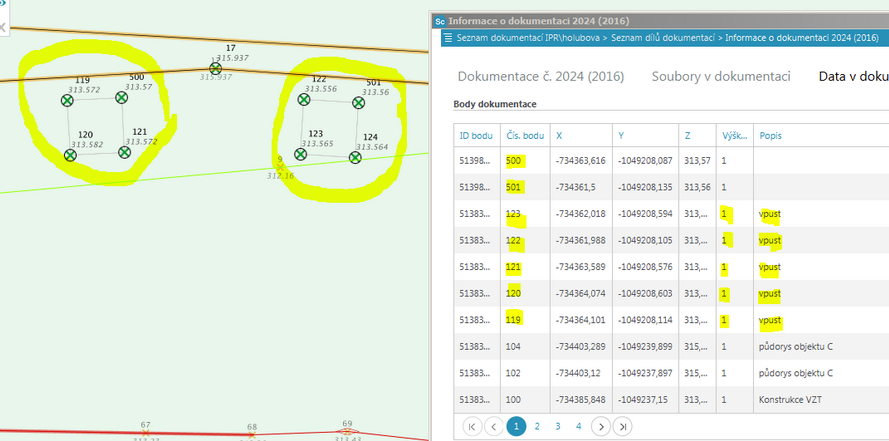 17
315.937
315.937
119
313.572
500
313.57
120
313.582
121
313.572
122
313.556
501
313.56
123
313.565
124
313.564
9
312.16
67
68
69
313.43
Sc Informace o dokumentaci 2024 (2016)
Seznam dokumentací IPR\holubova > Seznam dílů dokumentací > Informace o dokumentaci 2024 (2016)
Dokumentace č. 2024 (2016) Soubory v dokumentaci Data v doku
Body dokumentace
ID bodu Čís. bodu X Y Z Výšk... Popis
51398... 500 -734363,616 -1049208,087 313,57 1
51398... 501 -734361,5 -1049208,135 313,56 1
51383... 123 -734362,018 -1049208,594 313,... 1 vpust
51383... 122 -734361,988 -1049208,105 313,... 1 vpust
51383... 121 -734363,589 -1049208,576 313,... 1 vpust
51383... 120 -734364,074 -1049208,603 313,... 1 vpust
51383... 119 -734364,101 -1049208,114 313,... 1 vpust
51383... 104 -734403,289 -1049239,899 315,... 1 půdorys objektu C
51383... 102 -734403,12 -1049237,897 315,... 1 půdorys objektu C
51383... 100 -734385,848 -1049237,15 315,... 1 Konstrukce VZT
1 2 3 4